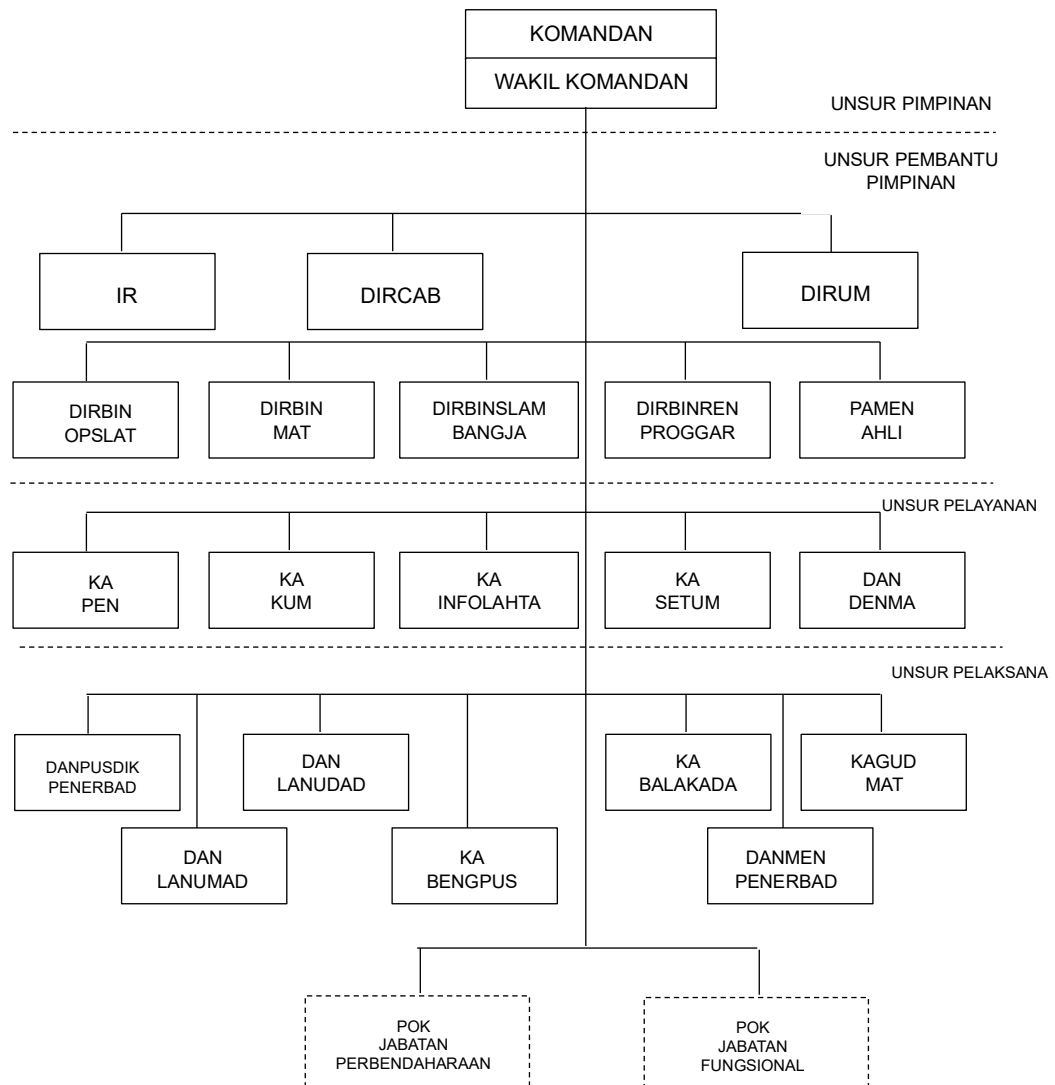 KOMANDAN
WAKIL KOMANDAN
UNSUR PIMPINAN
UNSUR PEMBANTU
PIMPINAN
IR
DIRCAB
DIRUM
DIRBIN
OPSLAT
DIRBIN
MAT
DIRBINSLAM
BANGJA
DIRBINREN
PROGGAR
PAMEN
AHLI
UNSUR PELAYANAN
KA
PEN
KA
KUM
KA
INFOLAHTA
KA
SETUM
DAN
DENMA
UNSUR PELAKSANA
DANPUSDIK
PENERBAD
DAN
LANUDAD
KA
BALAKADA
KAGUD
MAT
DAN
LANUMAD
KA
BENGPUS
DANMEN
PENERBAD
POK
JABATAN
PERBENDAHARAAN
POK
JABATAN
FUNGSIONAL